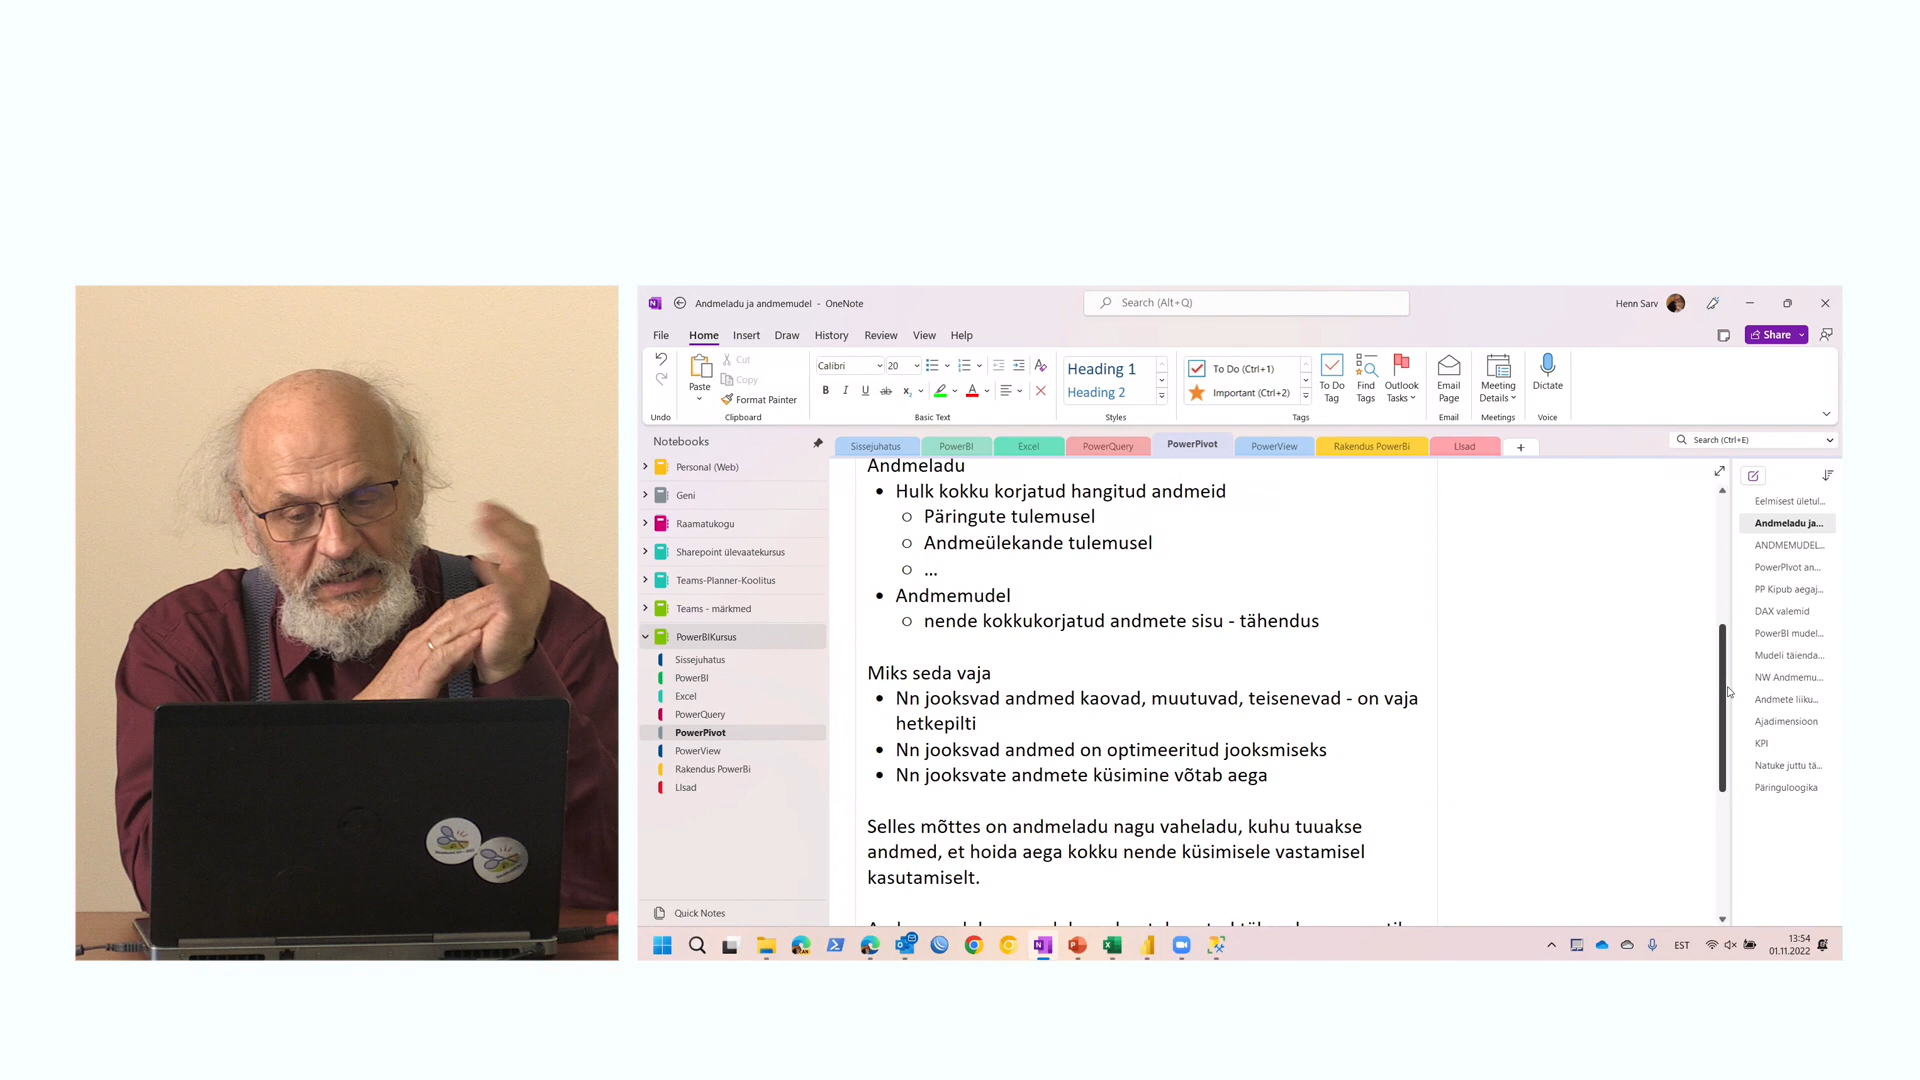 Andmeladu ja andmemudel - OneNote
Search (Alt+Q)
Henn Sarv
File Home Insert Draw History Review View Help
Share
Paste
Cut
Copy
Format Painter
Calibri 20
Heading 1
Heading 2
To Do (Ctrl+1)
Important (Ctrl+2)
To Do Tag
Find Tags
Outlook Tasks
Email Page
Meeting Details
Dictate
Undo Clipboard Basic Text Styles Tags Email Meetings Voice
Notebooks
Sissejuhatus PowerBI Excel PowerQuery PowerPivot PowerView Rakendus PowerBi LIsad +
Search (Ctrl+E)
Personal (Web)
Geni
Raamatukogu
Sharepoint ülevaatekursus
Teams-Planner-Koolitus
Teams - märkmed
PowerBIKursus
Sissejuhatus
PowerBI
Excel
PowerQuery
PowerPivot
PowerView
Rakendus PowerBi
LIsad
Quick Notes
Andmeladu
• Hulk kokku korjatud hangitud andmeid
○ Päringute tulemusel
○ Andmeülekande tulemusel
○ ...
• Andmemudel
○ nende kokkukorjatud andmete sisu - tähendus
Miks seda vaja
• Nn jooksvad andmed kaovad, muutuvad, teisenevad - on vaja
hetkepilti
• Nn jooksvad andmed on optimeeritud jooksmiseks
• Nn jooksvate andmete küsimine võtab aega
Selles mõttes on andmeladu nagu vaheladu, kuhu tuuakse
andmed, et hoida aega kokku nende küsimisele vastamisel
kasutamiselt.
Eelmisest ületul...
Andmeladu ja...
ANDMEMUDEL...
PowerPIvot an...
PP Kipub aegaj...
DAX valemid
PowerBI mudel...
Mudeli täienda...
NW Andmemu...
Andmete liiku...
Ajadimensioon
KPI
Natuke juttu tä...
Päringuloogika
EST
13:54
01.11.2022